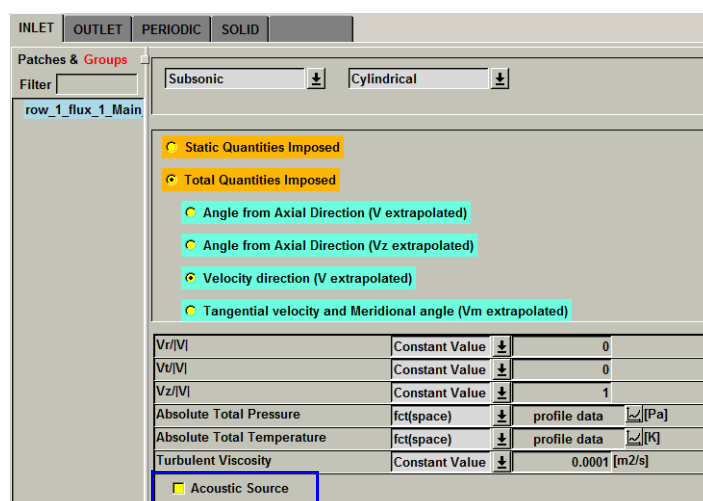 INLET OUTLET PERIODIC SOLID
Patches & Groups
Filter
row_1_flux_1_Main
Subsonic Cylindrical
Static Quantities Imposed
Total Quantities Imposed
Angle from Axial Direction (V extrapolated)
Angle from Axial Direction (Vz extrapolated)
Velocity direction (V extrapolated)
Tangential velocity and Meridional angle (Vm extrapolated)
Vr/|V| Constant Value 0
Vt/|V| Constant Value 0
Vz/|V| Constant Value 1
Absolute Total Pressure fct(space) profile data [Pa]
Absolute Total Temperature fct(space) profile data [K]
Turbulent Viscosity Constant Value 0.0001 [m2/s]
Acoustic Source